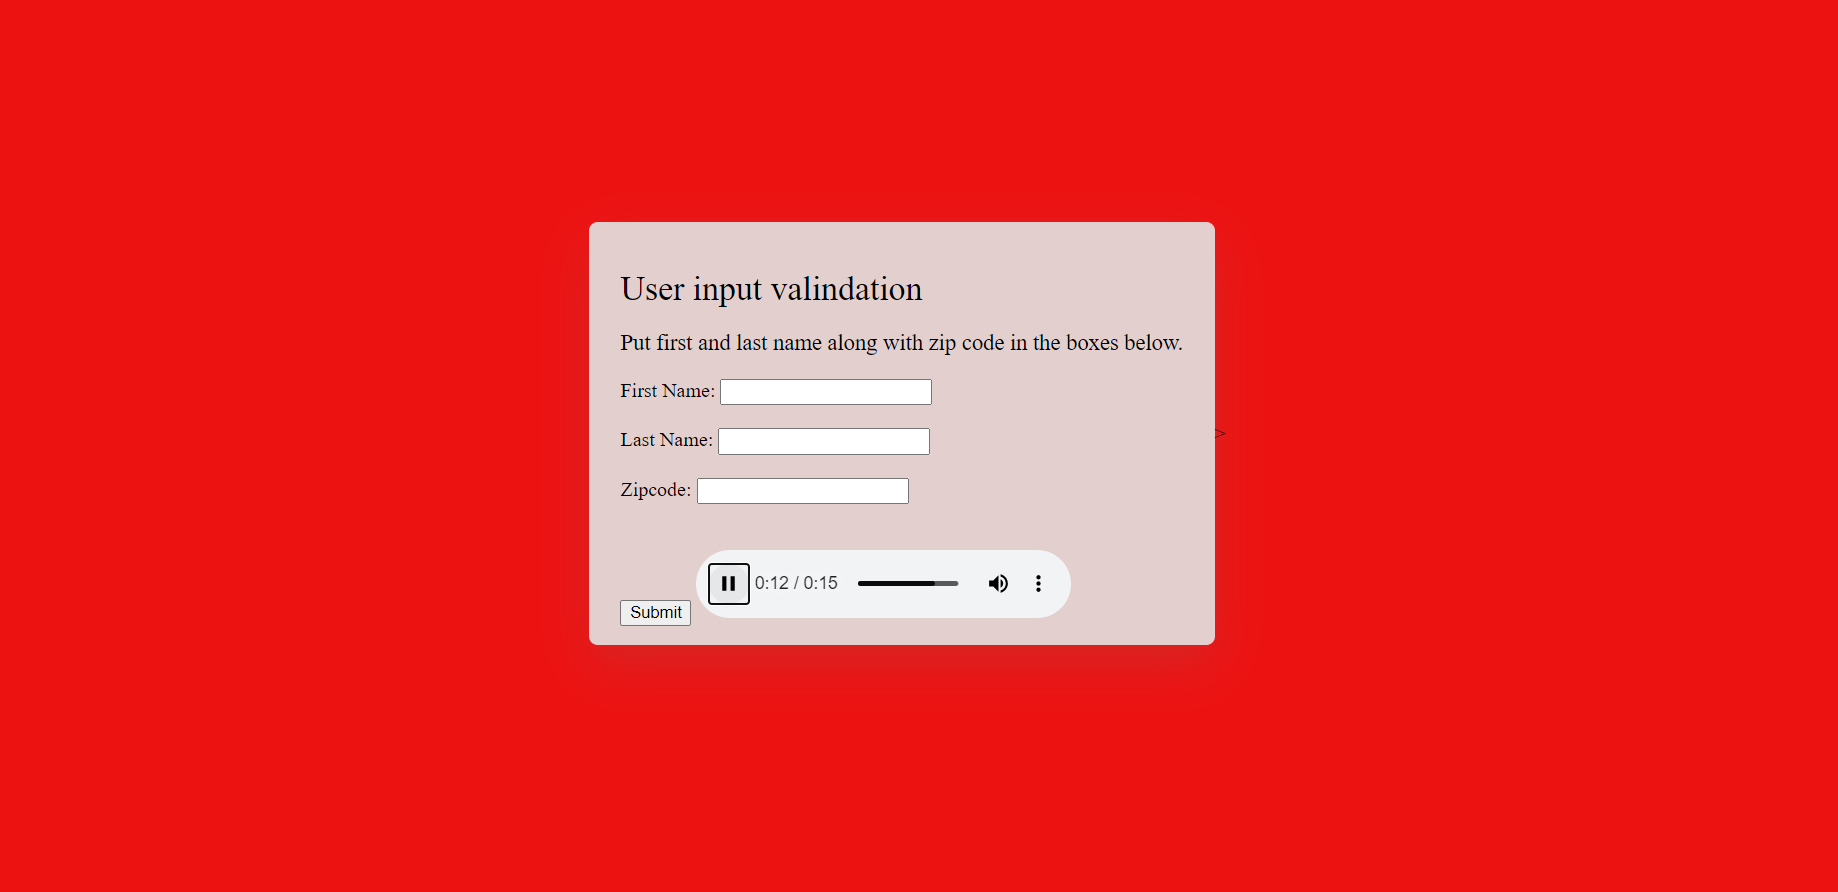 User input valindation
Put first and last name along with zip code in the boxes below.
First Name:
Last Name:
>
Zipcode:
0:12 / 0:15
Submit